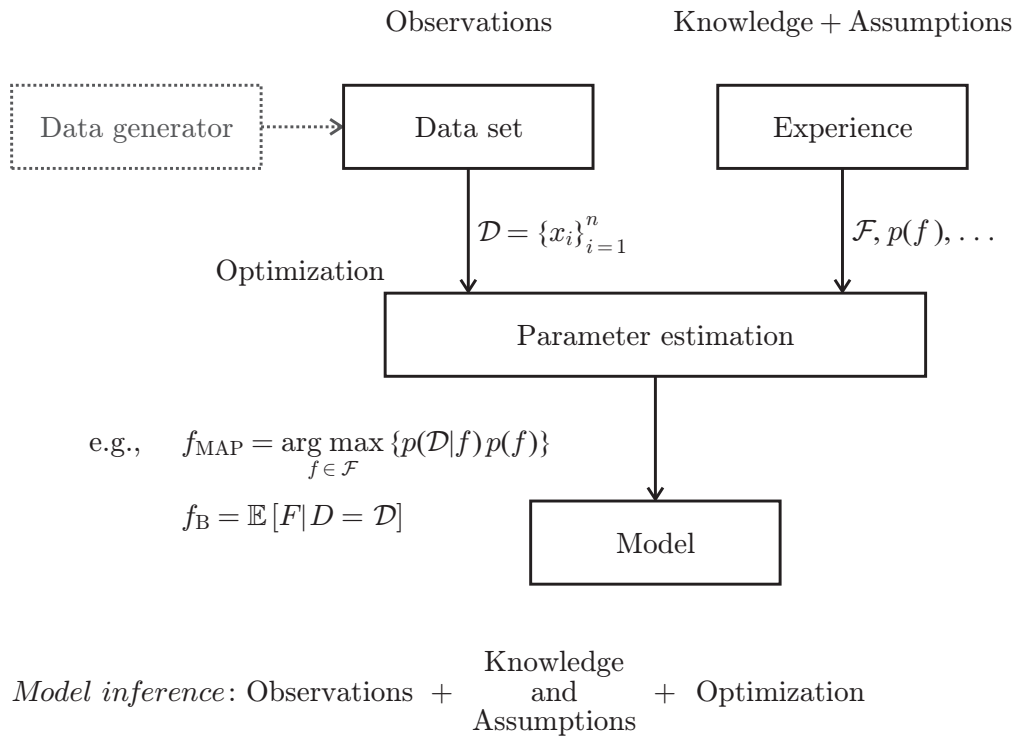 Observations Knowledge + Assumptions
Data generator Data set Experience
𝒟 = {x_i}_{i=1}^n ℱ, p(f), . . .
Optimization
Parameter estimation
e.g., f_MAP = arg max_{f ∈ ℱ} {p(𝒟|f) p(f)}
f_B = 𝔼 [F|D = 𝒟]
Model
Model inference: Observations + Knowledge and Assumptions + Optimization